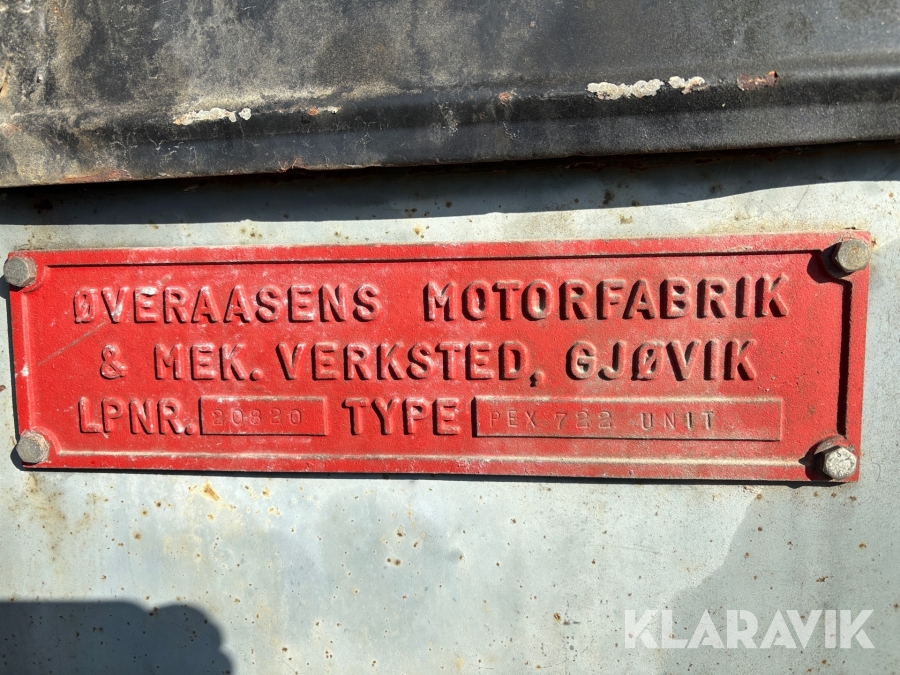 ØVERAASENS MOTORFABRIK
& MEK. VERKSTED, GJØVIK
LPNR. 20820 TYPE PEX 722 UNIT
KLARAVIK